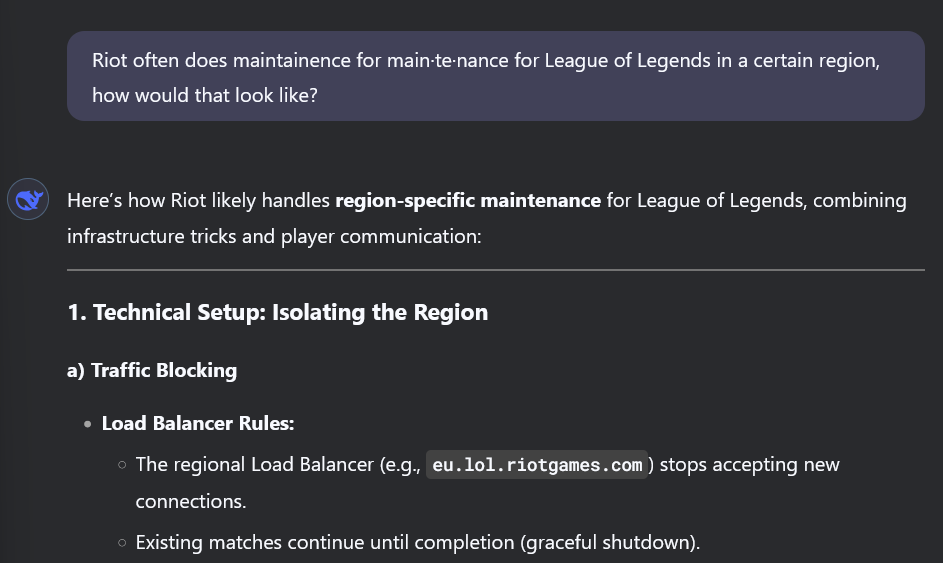 Riot often does maintainence for main·te·nance for League of Legends in a certain region,
how would that look like?
Here’s how Riot likely handles region-specific maintenance for League of Legends, combining
infrastructure tricks and player communication:
1. Technical Setup: Isolating the Region
a) Traffic Blocking
• Load Balancer Rules:
○ The regional Load Balancer (e.g., eu.lol.riotgames.com) stops accepting new
connections.
○ Existing matches continue until completion (graceful shutdown).